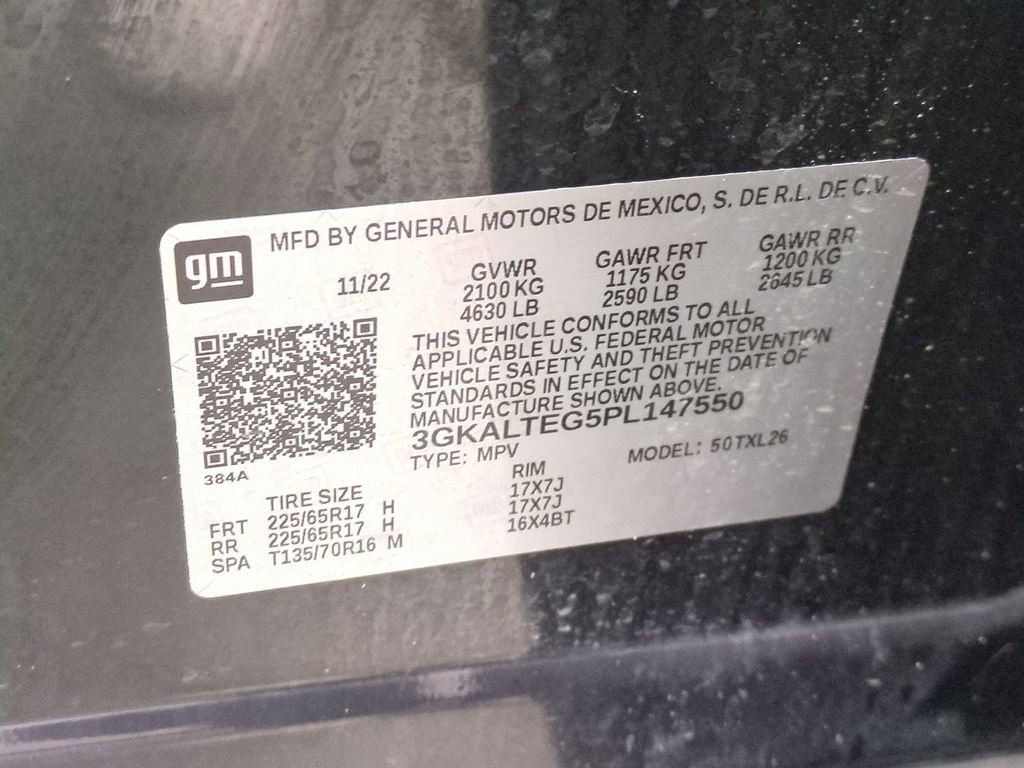 gm
MFD BY GENERAL MOTORS DE MEXICO, S. DE R.L. DE C.V.
11/22
GVWR
2100 KG
4630 LB
GAWR FRT
1175 KG
2590 LB
GAWR RR
1200 KG
2645 LB
THIS VEHICLE CONFORMS TO ALL
APPLICABLE U.S. FEDERAL MOTOR
VEHICLE SAFETY AND THEFT PREVENTION
STANDARDS IN EFFECT ON THE DATE OF
MANUFACTURE SHOWN ABOVE.
3GKALTEG5PL147550
TYPE: MPV
MODEL: 50TXL26
384A
TIRE SIZE
RIM
FRT 225/65R17 H 17X7J
RR 225/65R17 H 17X7J
SPA T135/70R16 M 16X4BT